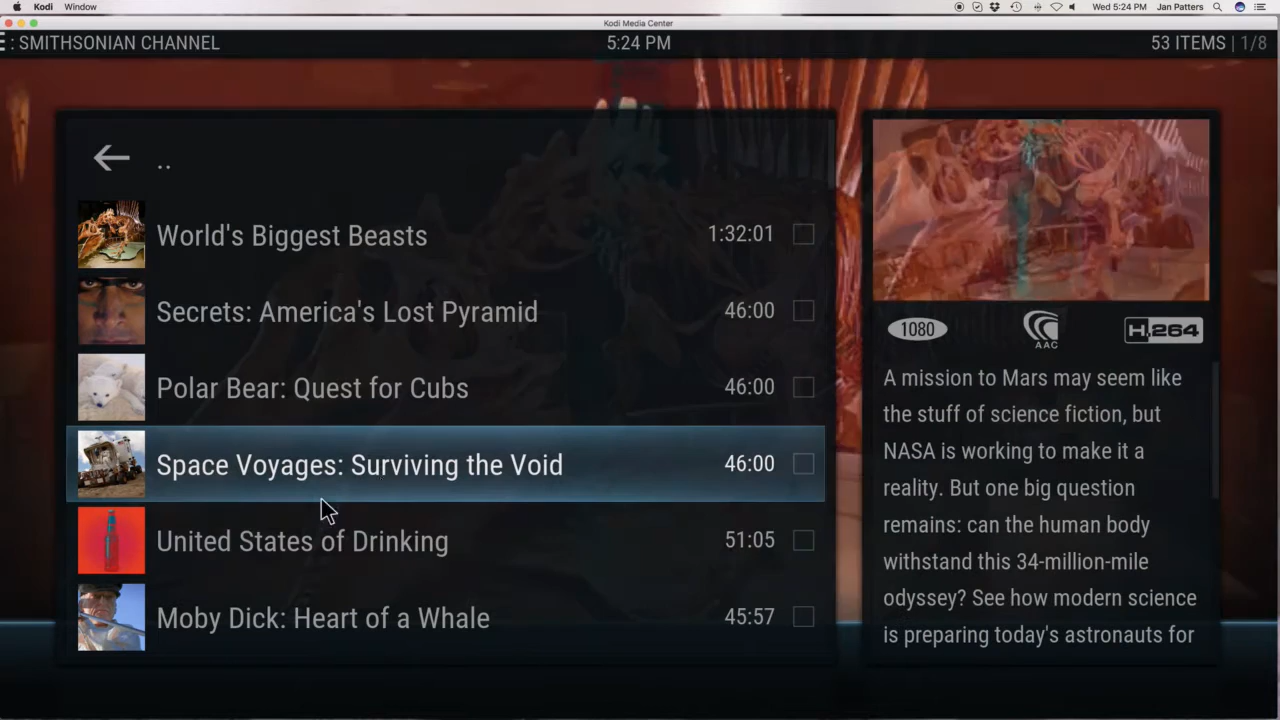 Kodi Window
Wed 5:24 PM Jan Patters
Kodi Media Center
: SMITHSONIAN CHANNEL
5:24 PM
53 ITEMS | 1/8
..
World's Biggest Beasts 1:32:01
Secrets: America's Lost Pyramid 46:00
Polar Bear: Quest for Cubs 46:00
Space Voyages: Surviving the Void 46:00
United States of Drinking 51:05
Moby Dick: Heart of a Whale 45:57
1080 AAC H.264
A mission to Mars may seem like
the stuff of science fiction, but
NASA is working to make it a
reality. But one big question
remains: can the human body
withstand this 34-million-mile
odyssey? See how modern science
is preparing today's astronauts for